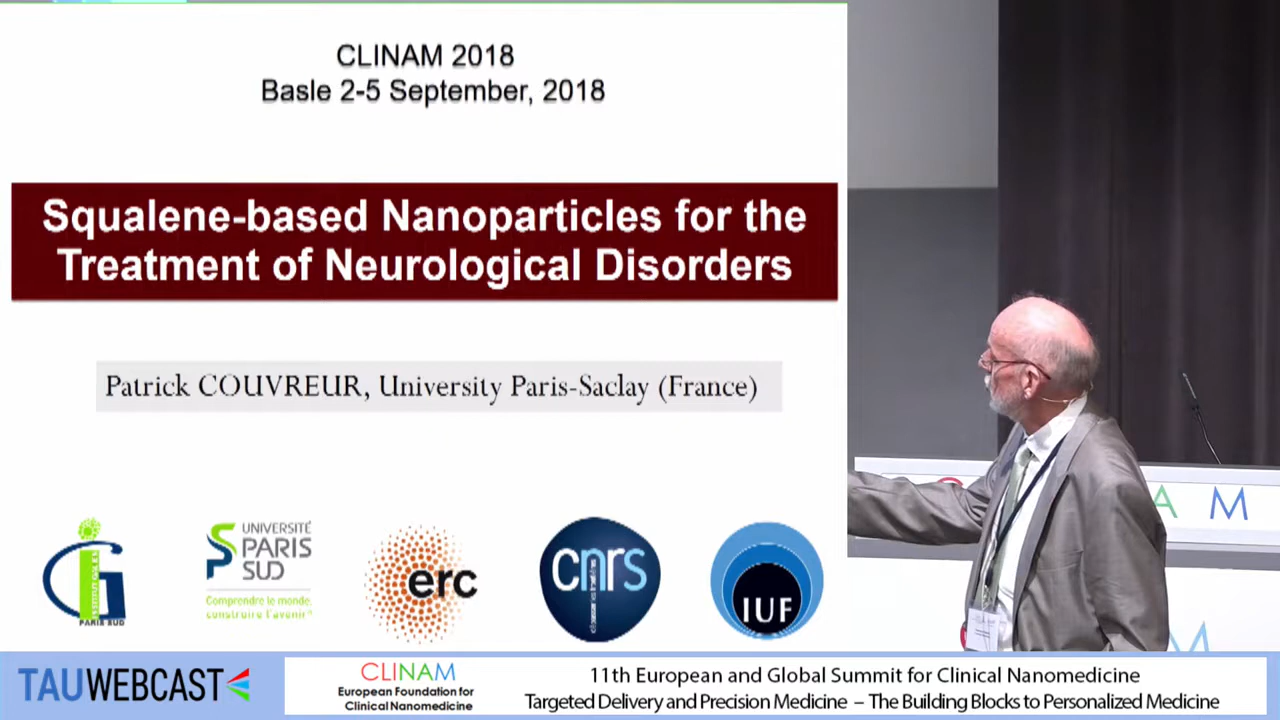 CLINAM 2018
Basle 2-5 September, 2018
Squalene-based Nanoparticles for the
Treatment of Neurological Disorders
Patrick COUVREUR, University Paris-Saclay (France)
PARIS SUD
UNIVERSITÉ
PARIS
SUD
Comprendre le monde,
construire l'avenir®
erc
cnrs
IUF
A M
M
TAUWEBCAST
CLINAM
European Foundation for
Clinical Nanomedicine
11th European and Global Summit for Clinical Nanomedicine
Targeted Delivery and Precision Medicine – The Building Blocks to Personalized Medicine